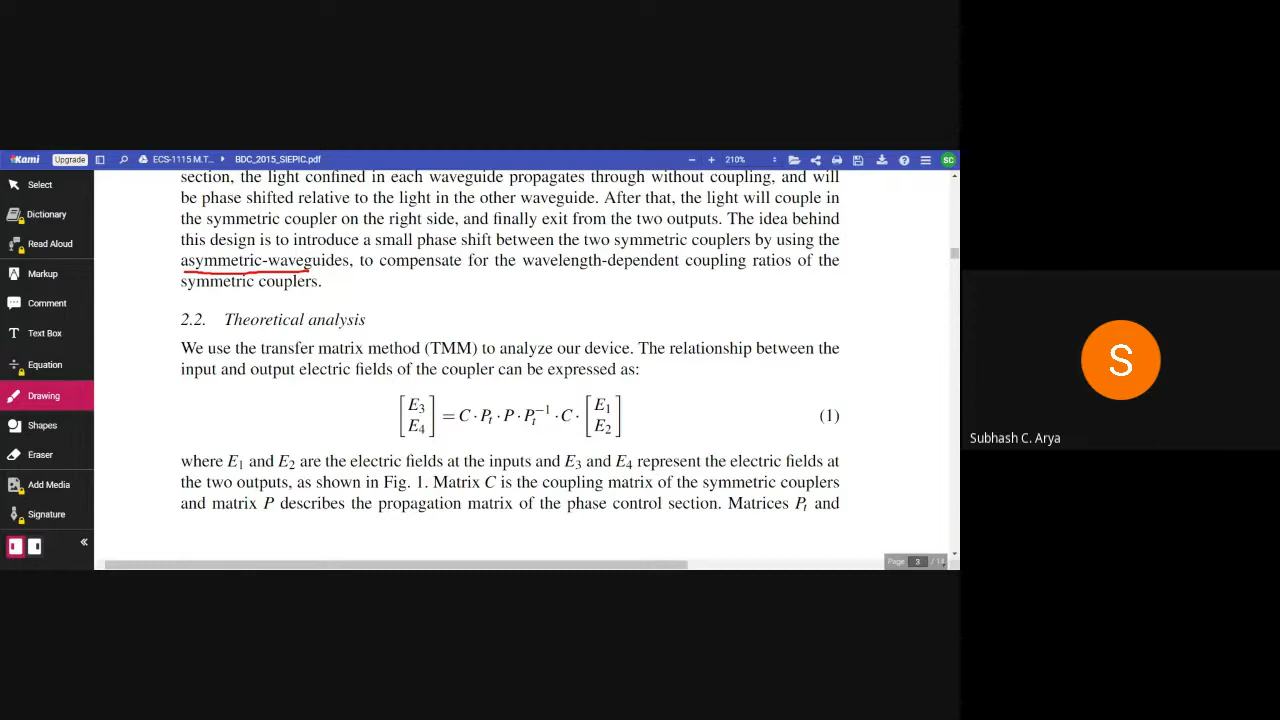 Kami Upgrade ECS-1115 M.T... BDC_2015_SIEPIC.pdf 210% SC
Select
Dictionary
Read Aloud
Markup
Comment
Text Box
Equation
Drawing
Shapes
Eraser
Add Media
Signature
section, the light confined in each waveguide propagates through without coupling, and will
be phase shifted relative to the light in the other waveguide. After that, the light will couple in
the symmetric coupler on the right side, and finally exit from the two outputs. The idea behind
this design is to introduce a small phase shift between the two symmetric couplers by using the
asymmetric-waveguides, to compensate for the wavelength-dependent coupling ratios of the
symmetric couplers.
2.2. Theoretical analysis
We use the transfer matrix method (TMM) to analyze our device. The relationship between the
input and output electric fields of the coupler can be expressed as:
[E₃ E₄] = C · Pₜ · P · Pₜ⁻¹ · C · [E₁ E₂] (1)
where E₁ and E₂ are the electric fields at the inputs and E₃ and E₄ represent the electric fields at
the two outputs, as shown in Fig. 1. Matrix C is the coupling matrix of the symmetric couplers
and matrix P describes the propagation matrix of the phase control section. Matrices Pₜ and
Page 3
S
Subhash C. Arya